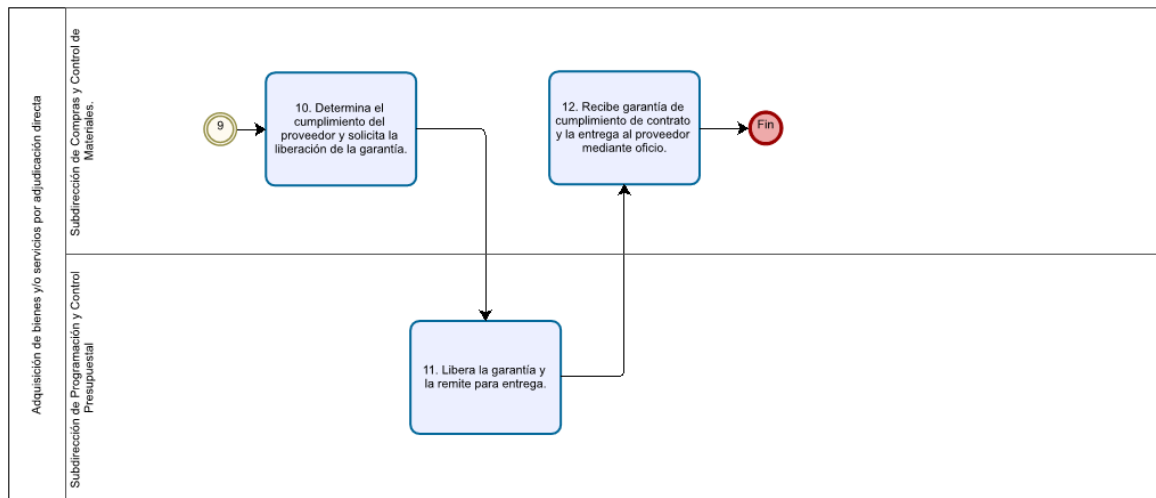 Adquisición de bienes y/o servicios por adjudicación directa
Subdirección de Compras y Control de
Materiales.
9
10. Determina el
cumplimiento del
proveedor y solicita la
liberación de la garantía.
12. Recibe garantía de
cumplimiento de contrato
y la entrega al proveedor
mediante oficio.
Fin
Subdirección de Programación y Control
Presupuestal
11. Libera la garantía y
la remite para entrega.